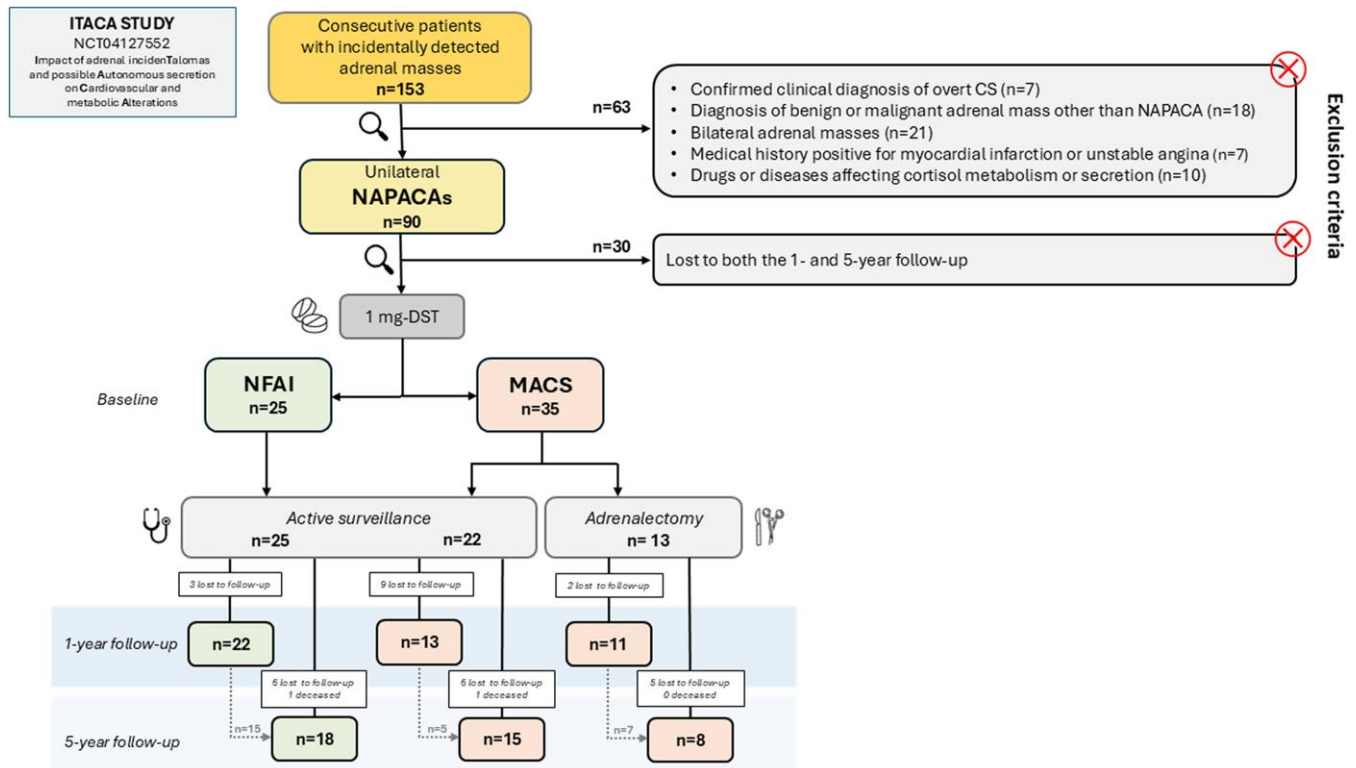 ITACA STUDY
NCT04127552
Impact of adrenal incidenTalomas
and possible Autonomous secretion
on Cardiovascular and
metabolic Alterations
Consecutive patients
with incidentally detected
adrenal masses
n=153
n=63
• Confirmed clinical diagnosis of overt CS (n=7)
• Diagnosis of benign or malignant adrenal mass other than NAPACA (n=18)
• Bilateral adrenal masses (n=21)
• Medical history positive for myocardial infarction or unstable angina (n=7)
• Drugs or diseases affecting cortisol metabolism or secretion (n=10)
Exclusion criteria
Unilateral
NAPACAs
n=90
n=30
Lost to both the 1- and 5-year follow-up
1 mg-DST
Baseline
NFAI
n=25
MACS
n=35
Active surveillance
n=25 n=22
Adrenalectomy
n= 13
3 lost to follow-up
9 lost to follow-up
2 lost to follow-up
1-year follow-up
n=22
n=13
n=11
6 lost to follow-up
1 deceased
6 lost to follow-up
1 deceased
5 lost to follow-up
0 deceased
5-year follow-up
n=15
n=18
n=5
n=15
n=7
n=8